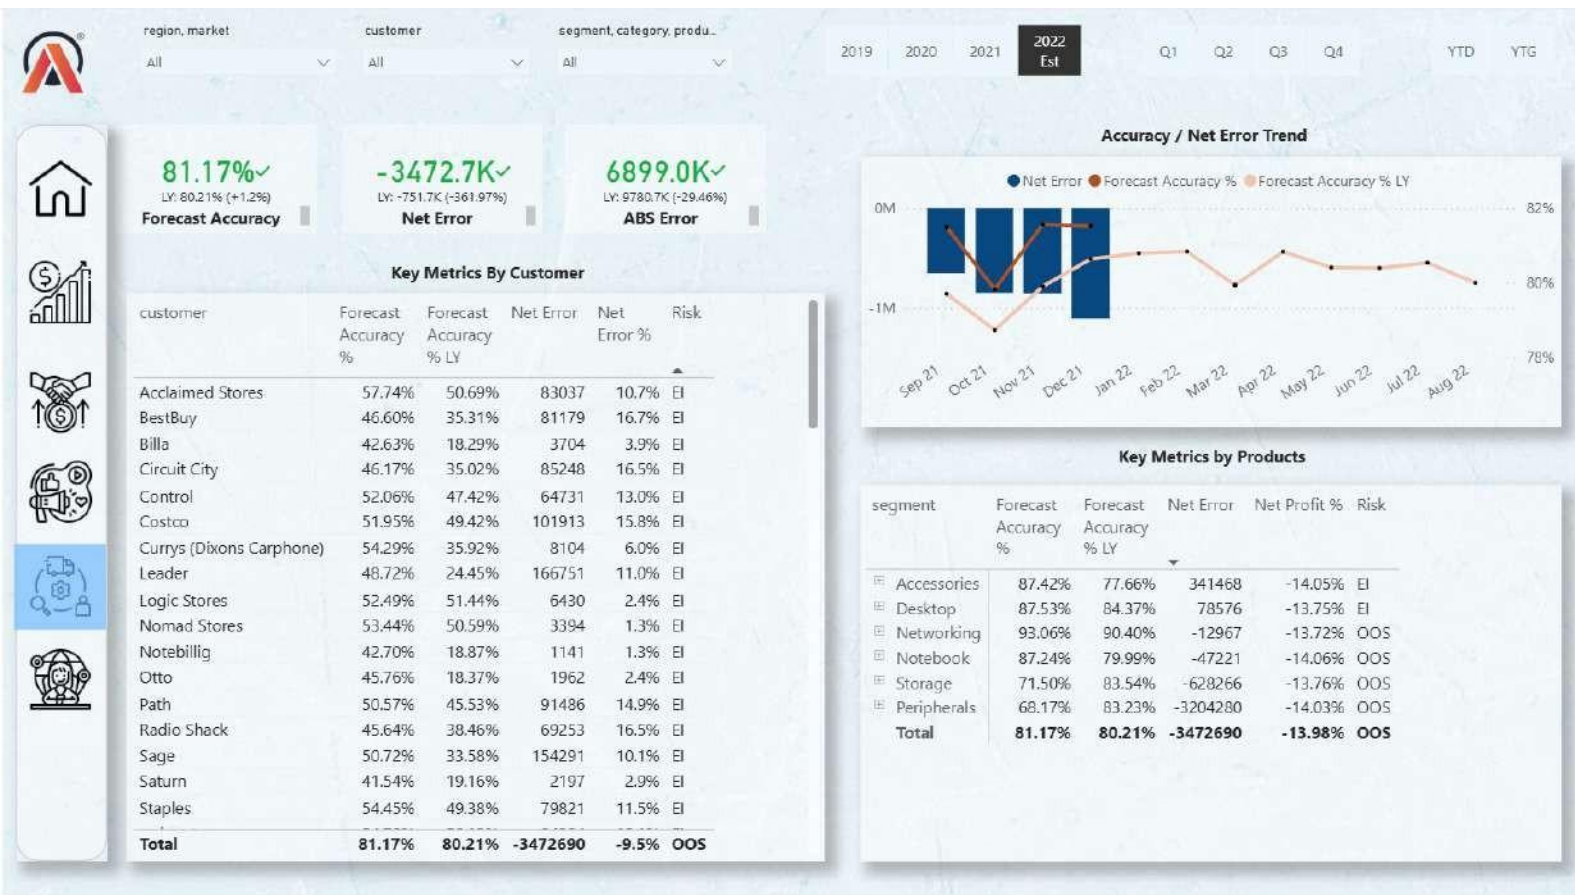 region, market
customer
segment, category, produ...
All
All
All
2019 2020 2021 2022 Est Q1 Q2 Q3 Q4 YTD YTG
81.17%
LY: 80.21% (+1.2%)
Forecast Accuracy
-3472.7K
LY: -751.7K (-361.97%)
Net Error
6899.0K
LY: 9780.7K (-29.46%)
ABS Error
Key Metrics By Customer
customer Forecast Accuracy % Forecast Accuracy % LY Net Error Net Error % Risk
Acclaimed Stores 57.74% 50.69% 83037 10.7% EI
BestBuy 46.60% 35.31% 81179 16.7% EI
Billa 42.63% 18.29% 3704 3.9% EI
Circuit City 46.17% 35.02% 85248 16.5% EI
Control 52.06% 47.42% 64731 13.0% EI
Costco 51.95% 49.42% 101913 15.8% EI
Currys (Dixons Carphone) 54.29% 35.92% 8104 6.0% EI
Leader 48.72% 24.45% 166751 11.0% EI
Logic Stores 52.49% 51.44% 6430 2.4% EI
Nomad Stores 53.44% 50.59% 3394 1.3% EI
Notebillig 42.70% 18.87% 1141 1.3% EI
Otto 45.76% 18.37% 1962 2.4% EI
Path 50.57% 45.53% 91486 14.9% EI
Radio Shack 45.64% 38.46% 69253 16.5% EI
Sage 50.72% 33.58% 154291 10.1% EI
Saturn 41.54% 19.16% 2197 2.9% EI
Staples 54.45% 49.38% 79821 11.5% EI
Total 81.17% 80.21% -3472690 -9.5% OOS
Accuracy / Net Error Trend
Net Error Forecast Accuracy % Forecast Accuracy % LY
0M
-1M
82%
80%
78%
Sep 21 Oct 21 Nov 21 Dec 21 Jan 22 Feb 22 Mar 22 Apr 22 May 22 Jun 22 Jul 22 Aug 22
Key Metrics by Products
segment Forecast Accuracy % Forecast Accuracy % LY Net Error Net Profit % Risk
Accessories 87.42% 77.66% 341468 -14.05% EI
Desktop 87.53% 84.37% 78576 -13.75% EI
Networking 93.06% 90.40% -12967 -13.72% OOS
Notebook 87.24% 79.99% -47221 -14.06% OOS
Storage 71.50% 83.54% -628266 -13.76% OOS
Peripherals 68.17% 83.23% -3204280 -14.03% OOS
Total 81.17% 80.21% -3472690 -13.98% OOS